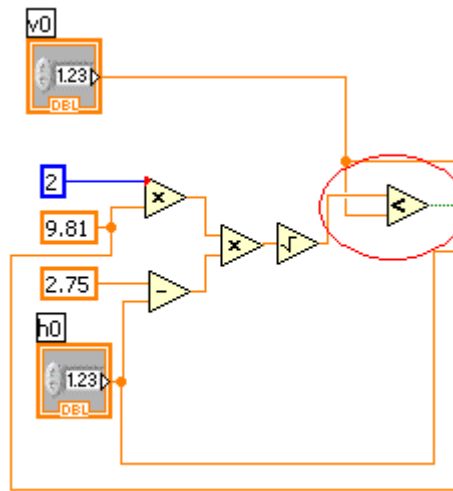 v0
1.23
DBL
2
×
9.81
×
√
<
2.75
-
h0
1.23
DBL